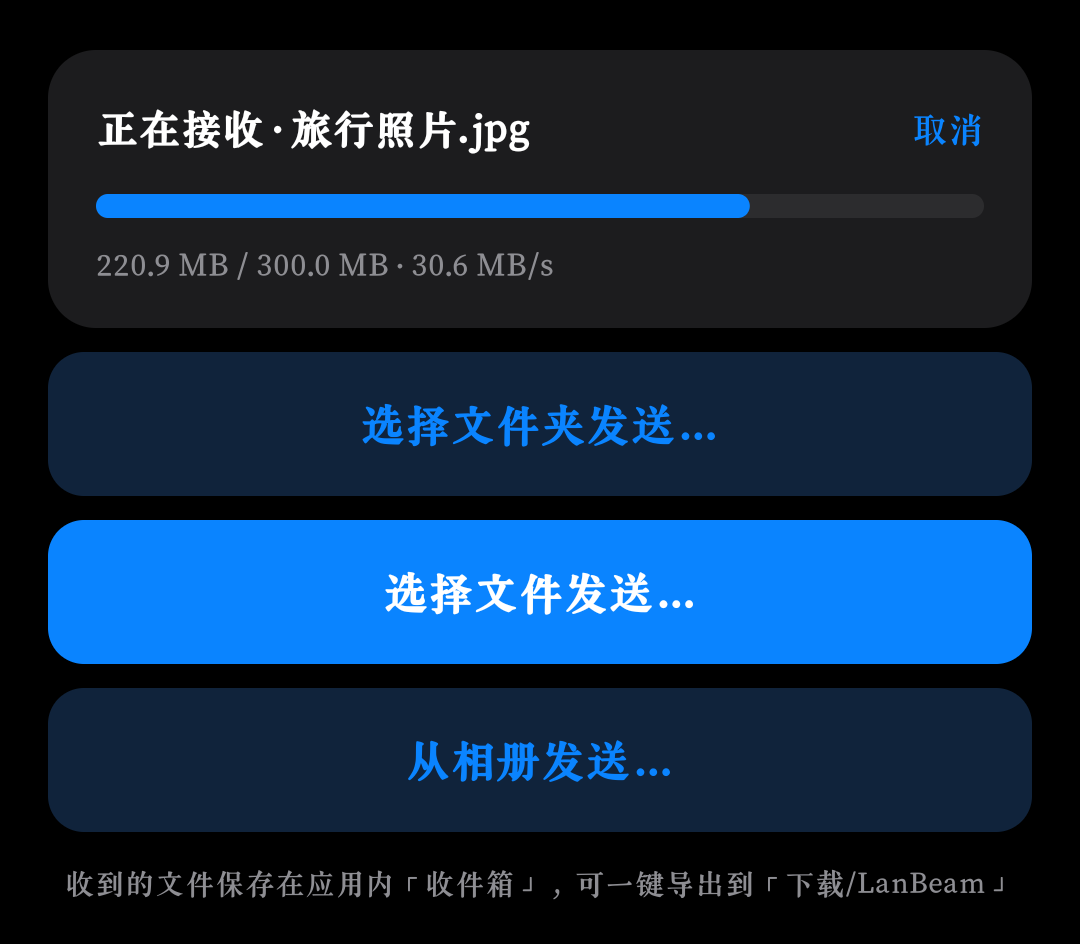 正在接收·旅行照片.jpg
取消
220.9 MB / 300.0 MB · 30.6 MB/s
选择文件夹发送…
选择文件发送…
从相册发送…
收到的文件保存在应用内「收件箱」，可一键导出到「下载/LanBeam」